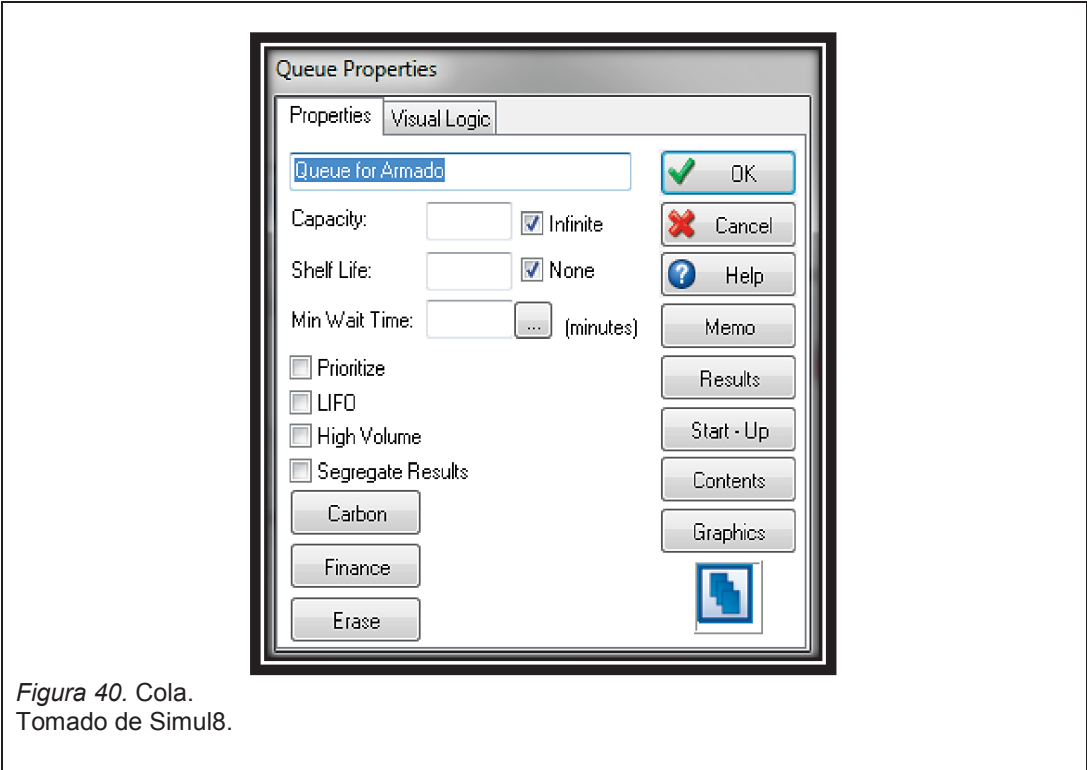 Queue Properties
Properties
Visual Logic
Queue for Armado
OK
Capacity:
Infinite
Cancel
Shelf Life:
None
Help
Min Wait Time:
...
(minutes)
Memo
Prioritize
Results
LIFO
High Volume
Start - Up
Segregate Results
Contents
Carbon
Graphics
Finance
Erase
Figura 40. Cola.
Tomado de Simul8.